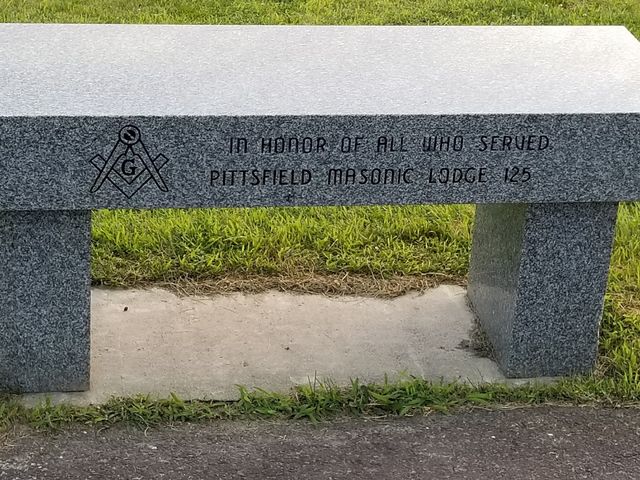 G
IN HONOR OF ALL WHO SERVED.
PITTSFIELD MASONIC LODGE 125